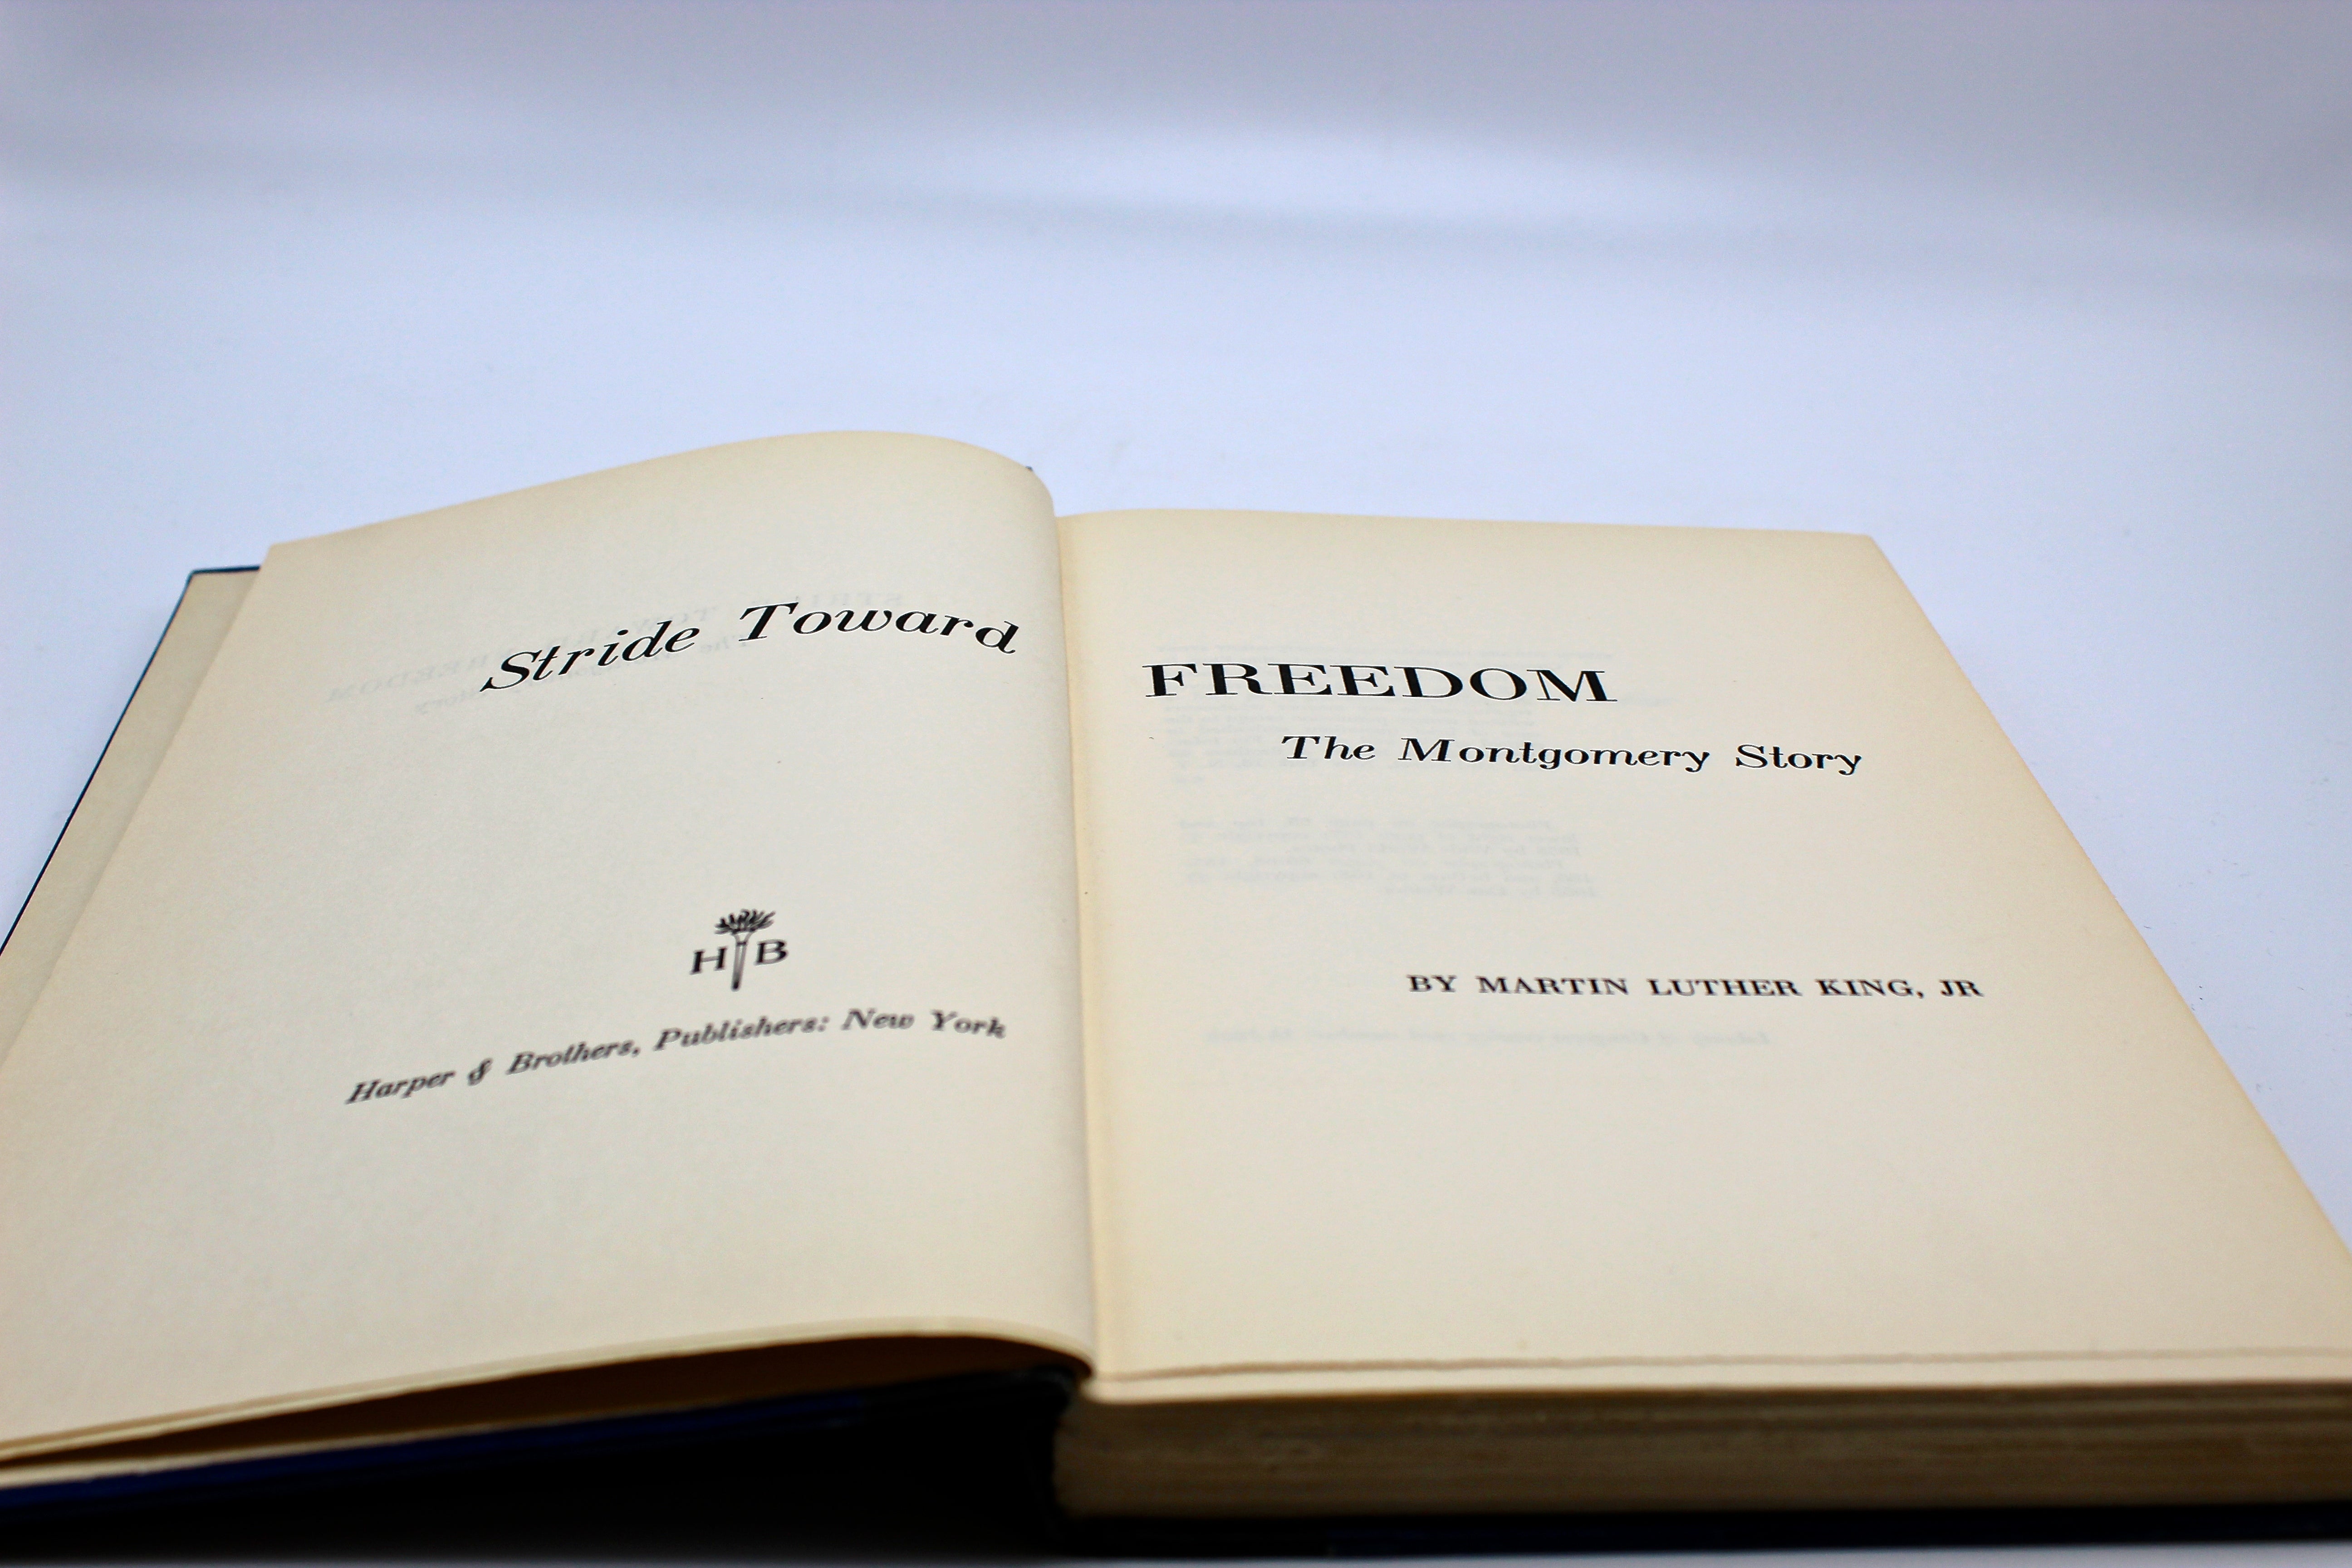 Stride Toward
H B
Harper & Brothers, Publishers: New York
FREEDOM
The Montgomery Story
BY MARTIN LUTHER KING, JR